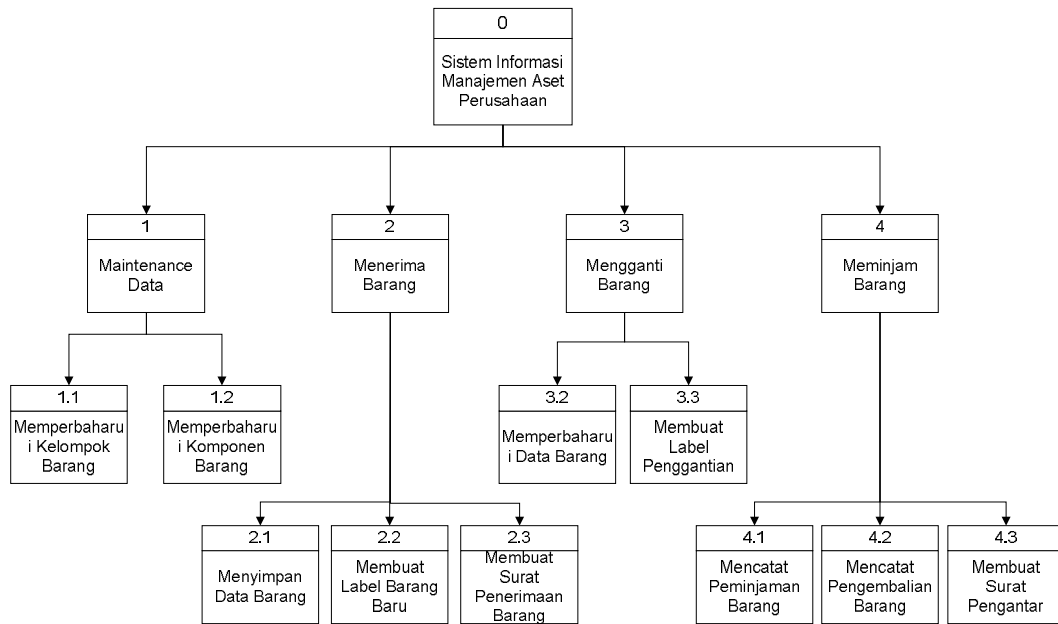 0
Sistem Informasi
Manajemen Aset
Perusahaan
1
Maintenance
Data
2
Menerima
Barang
3
Mengganti
Barang
4
Meminjam
Barang
1.1
Memperbaharu
i Kelompok
Barang
1.2
Memperbaharu
i Komponen
Barang
3.2
Memperbaharu
i Data Barang
3.3
Membuat
Label
Penggantian
2.1
Menyimpan
Data Barang
2.2
Membuat
Label Barang
Baru
2.3
Membuat
Surat
Penerimaan
Barang
4.1
Mencatat
Peminjaman
Barang
4.2
Mencatat
Pengembalian
Barang
4.3
Membuat
Surat
Pengantar